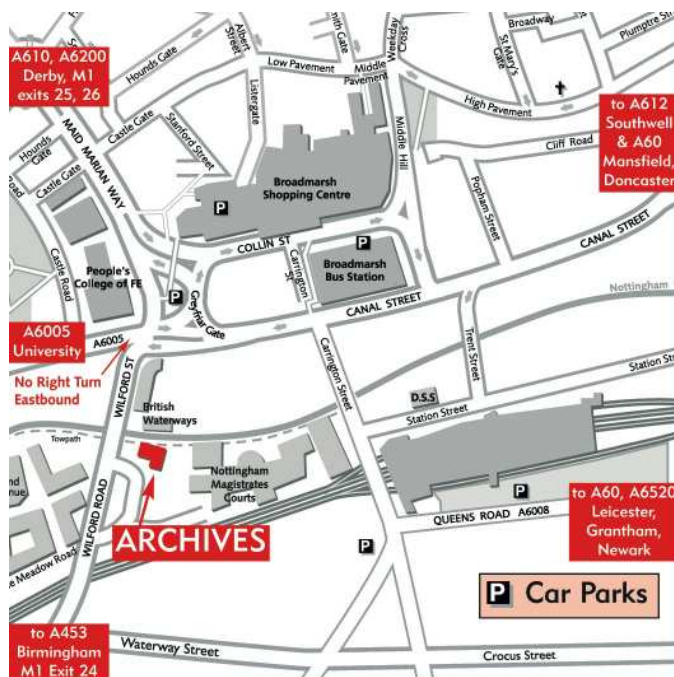 Albert
Street
Smith Gate
Weekday
Cross
Broadway
St Mary's
Gate
Plumptre
A610, A6200
Derby, M1
exits 25, 26
Hounds Gate
Listergate
Low Pavement
Middle
Pavement
High Pavement
to A612
Southwell
& A60
Mansfield,
Doncaster
Castle Gate
Stanford Street
Hounds
Gate
MAID MARIAN WAY
Middle Hill
Cliff Road
Castle Gate
Road
P
Broadmarsh
Shopping Centre
Popham Street
CANAL STREET
Castle Road
People's
College of FE
COLLIN ST
P
Carrington
St
Broadmarsh
Bus Station
P
Greyfriar Gate
CANAL STREET
Nottingham
A6005
University
A6005
No Right Turn
Eastbound
WILFORD ST
Carrington Street
Trent Street
Station Street
British
Waterways
D.S.S
Station Street
Towpath
Nottingham
Magistrates
Courts
WILFORD ROAD
ARCHIVES
P
QUEENS ROAD A6008
to A60, A6520
Leicester,
Grantham,
Newark
Meadow Road
P
P Car Parks
to A453
Birmingham
M1 Exit 24
Waterway Street
Crocus Street